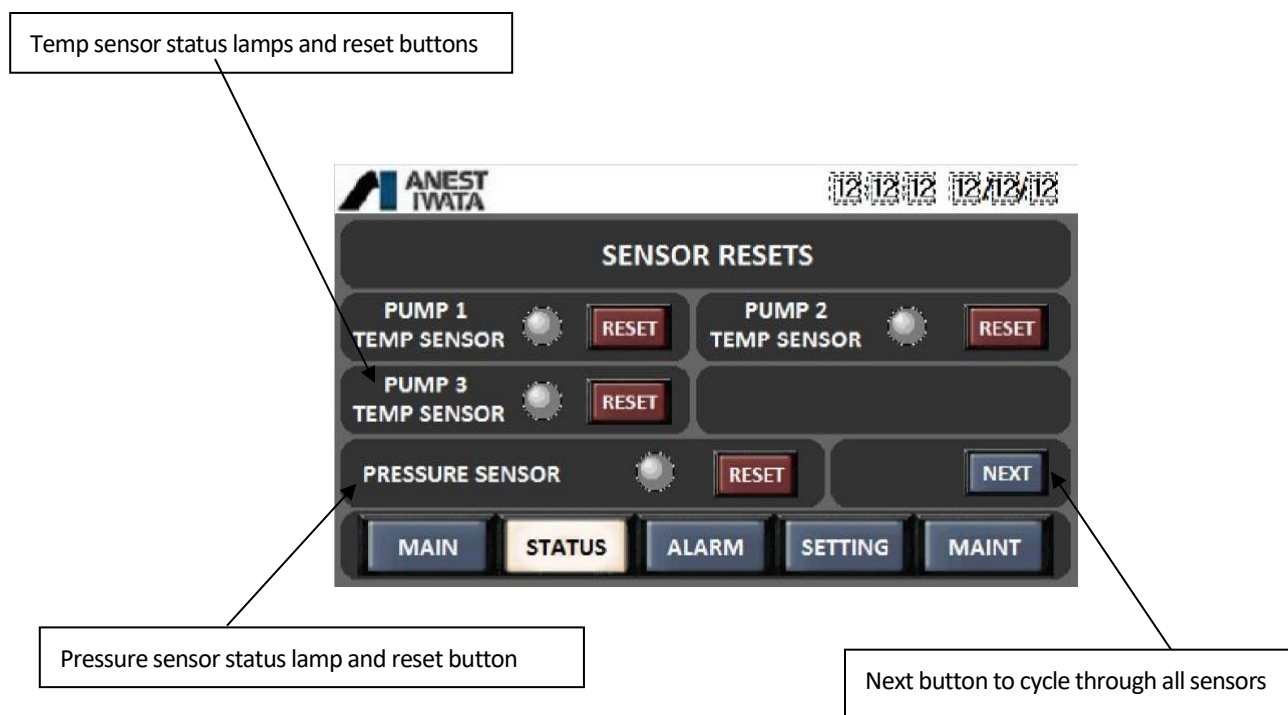 Temp sensor status lamps and reset buttons
ANEST
IWATA
12:12:12 12/12/12
SENSOR RESETS
PUMP 1
TEMP SENSOR
RESET
PUMP 2
TEMP SENSOR
RESET
PUMP 3
TEMP SENSOR
RESET
PRESSURE SENSOR
RESET
NEXT
MAIN
STATUS
ALARM
SETTING
MAINT
Pressure sensor status lamp and reset button
Next button to cycle through all sensors